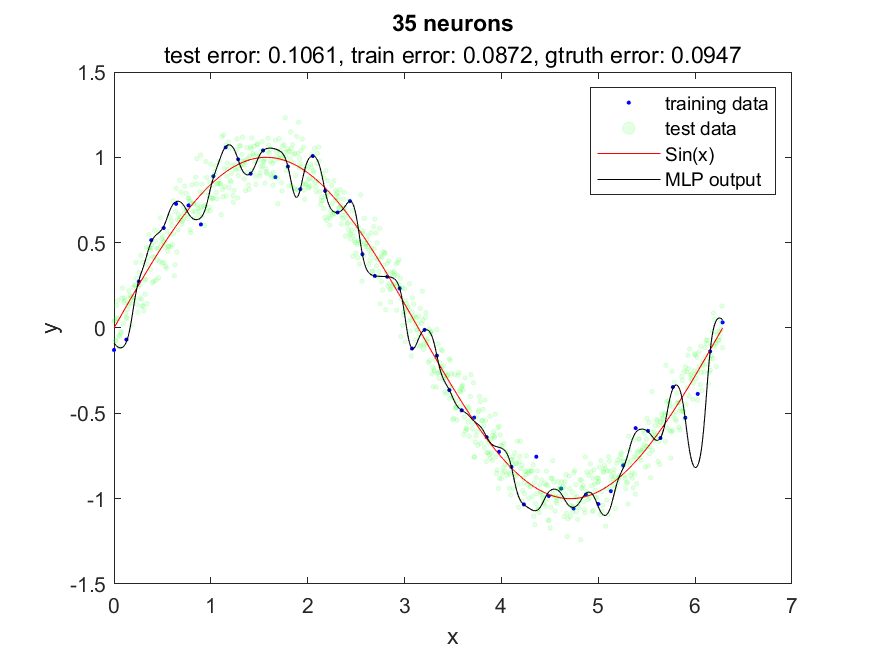 35 neurons
test error: 0.1061, train error: 0.0872, gtruth error: 0.0947
1.5
1
0.5
0
-0.5
-1
-1.5
y
training data
test data
Sin(x)
MLP output
0 1 2 3 4 5 6 7
x